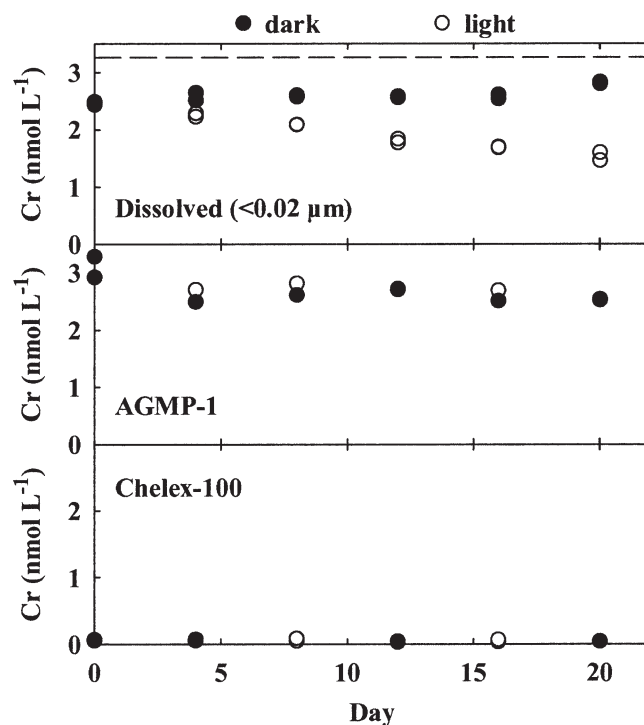 dark light
Cr (nmol L⁻¹)
3
2
1
0
Dissolved (<0.02 µm)
Cr (nmol L⁻¹)
3
2
1
0
AGMP-1
Cr (nmol L⁻¹)
Chelex-100
2
1
0
0 5 10 15 20
Day